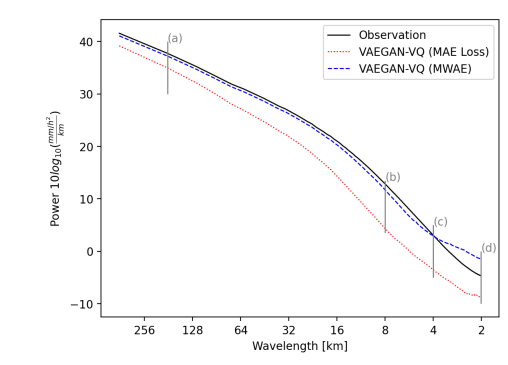 Observation
VAEGAN-VQ (MAE Loss)
VAEGAN-VQ (MWAE)
(a)
(b)
(c)
(d)
40
30
20
10
0
−10
Power 10log₁₀(mm/h²/km)
256 128 64 32 16 8 4 2
Wavelength [km]